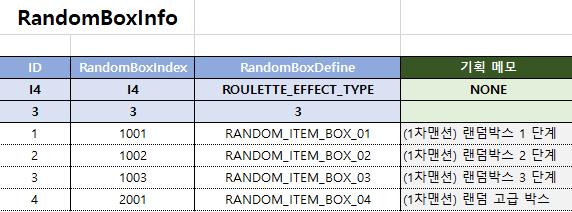 RandomBoxInfo
ID RandomBoxIndex RandomBoxDefine 기획 메모
I4 I4 ROULETTE_EFFECT_TYPE NONE
3 3 3
1 1001 RANDOM_ITEM_BOX_01 (1차맨션) 랜덤박스 1 단계
2 1002 RANDOM_ITEM_BOX_02 (1차맨션) 랜덤박스 2 단계
3 1003 RANDOM_ITEM_BOX_03 (1차맨션) 랜덤박스 3 단계
4 2001 RANDOM_ITEM_BOX_04 (1차맨션) 랜덤 고급 박스